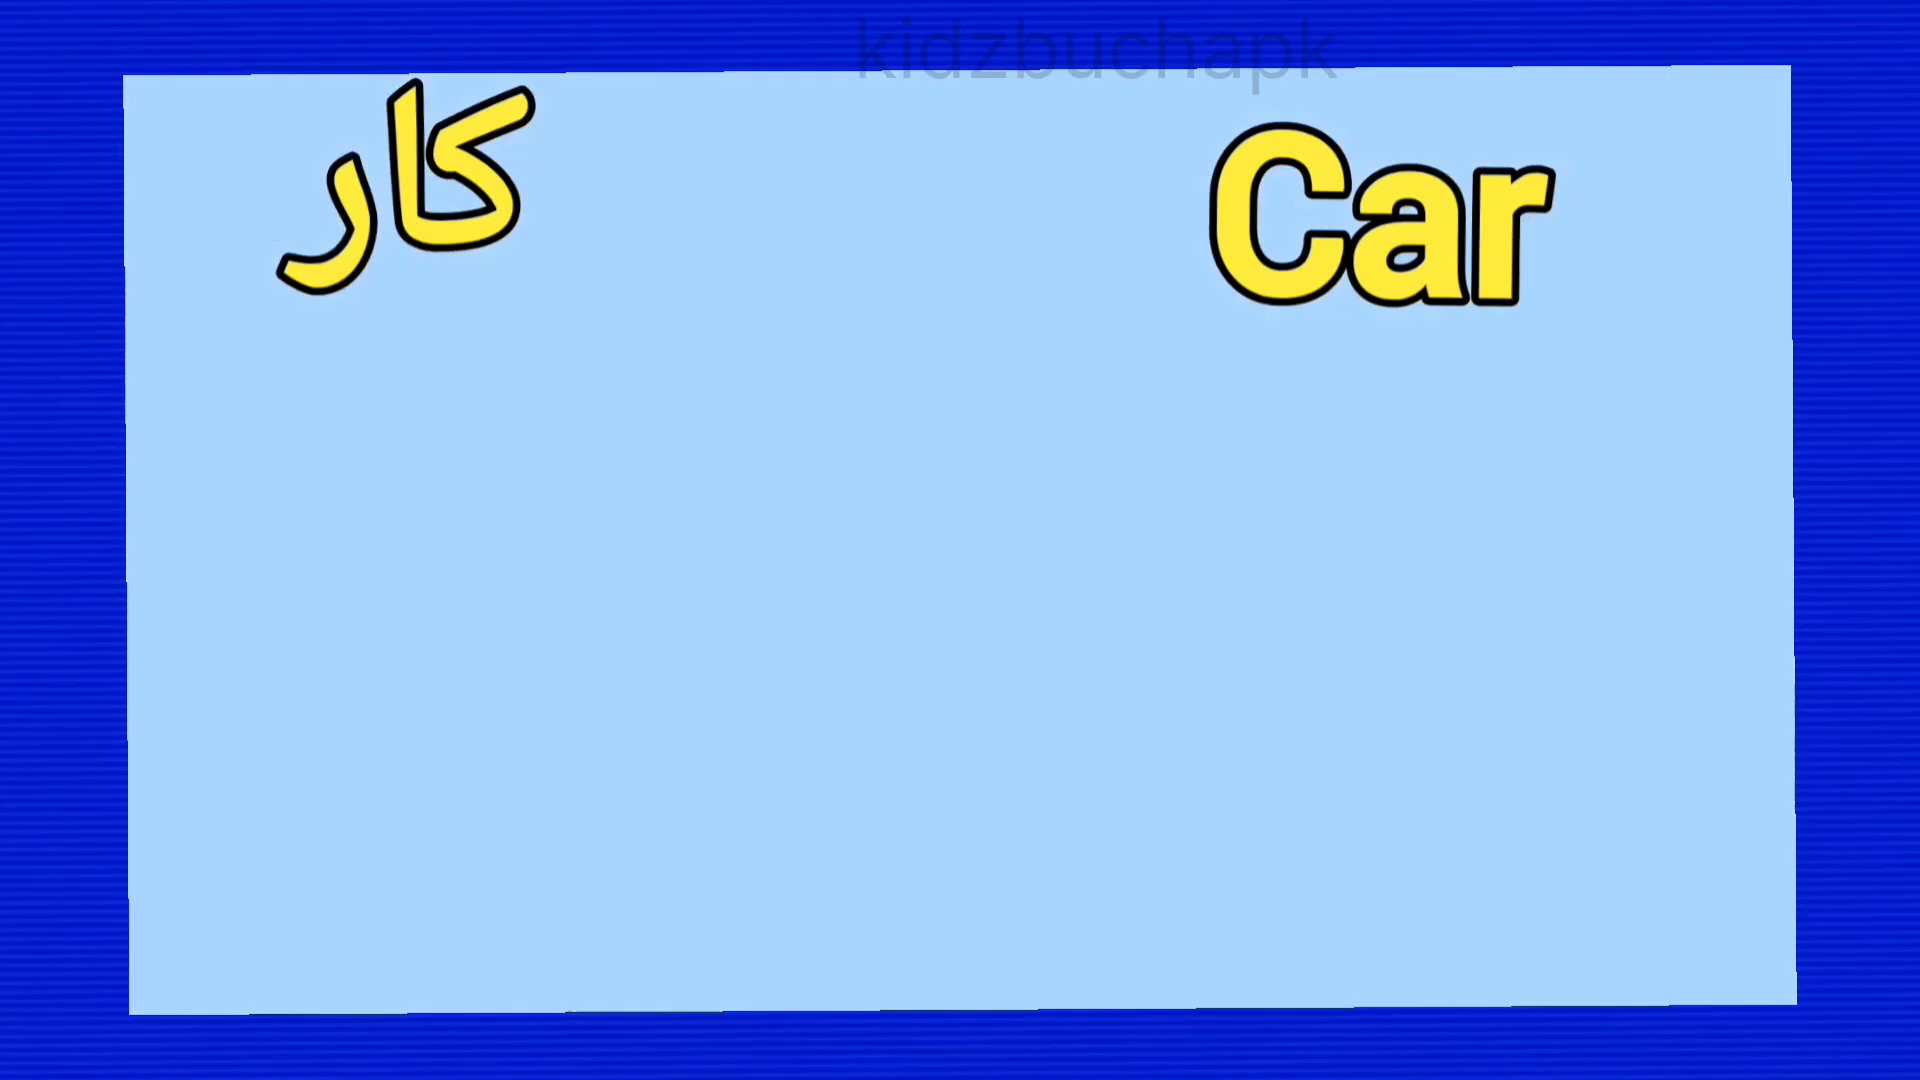 kidzbuchapk
کار
Car